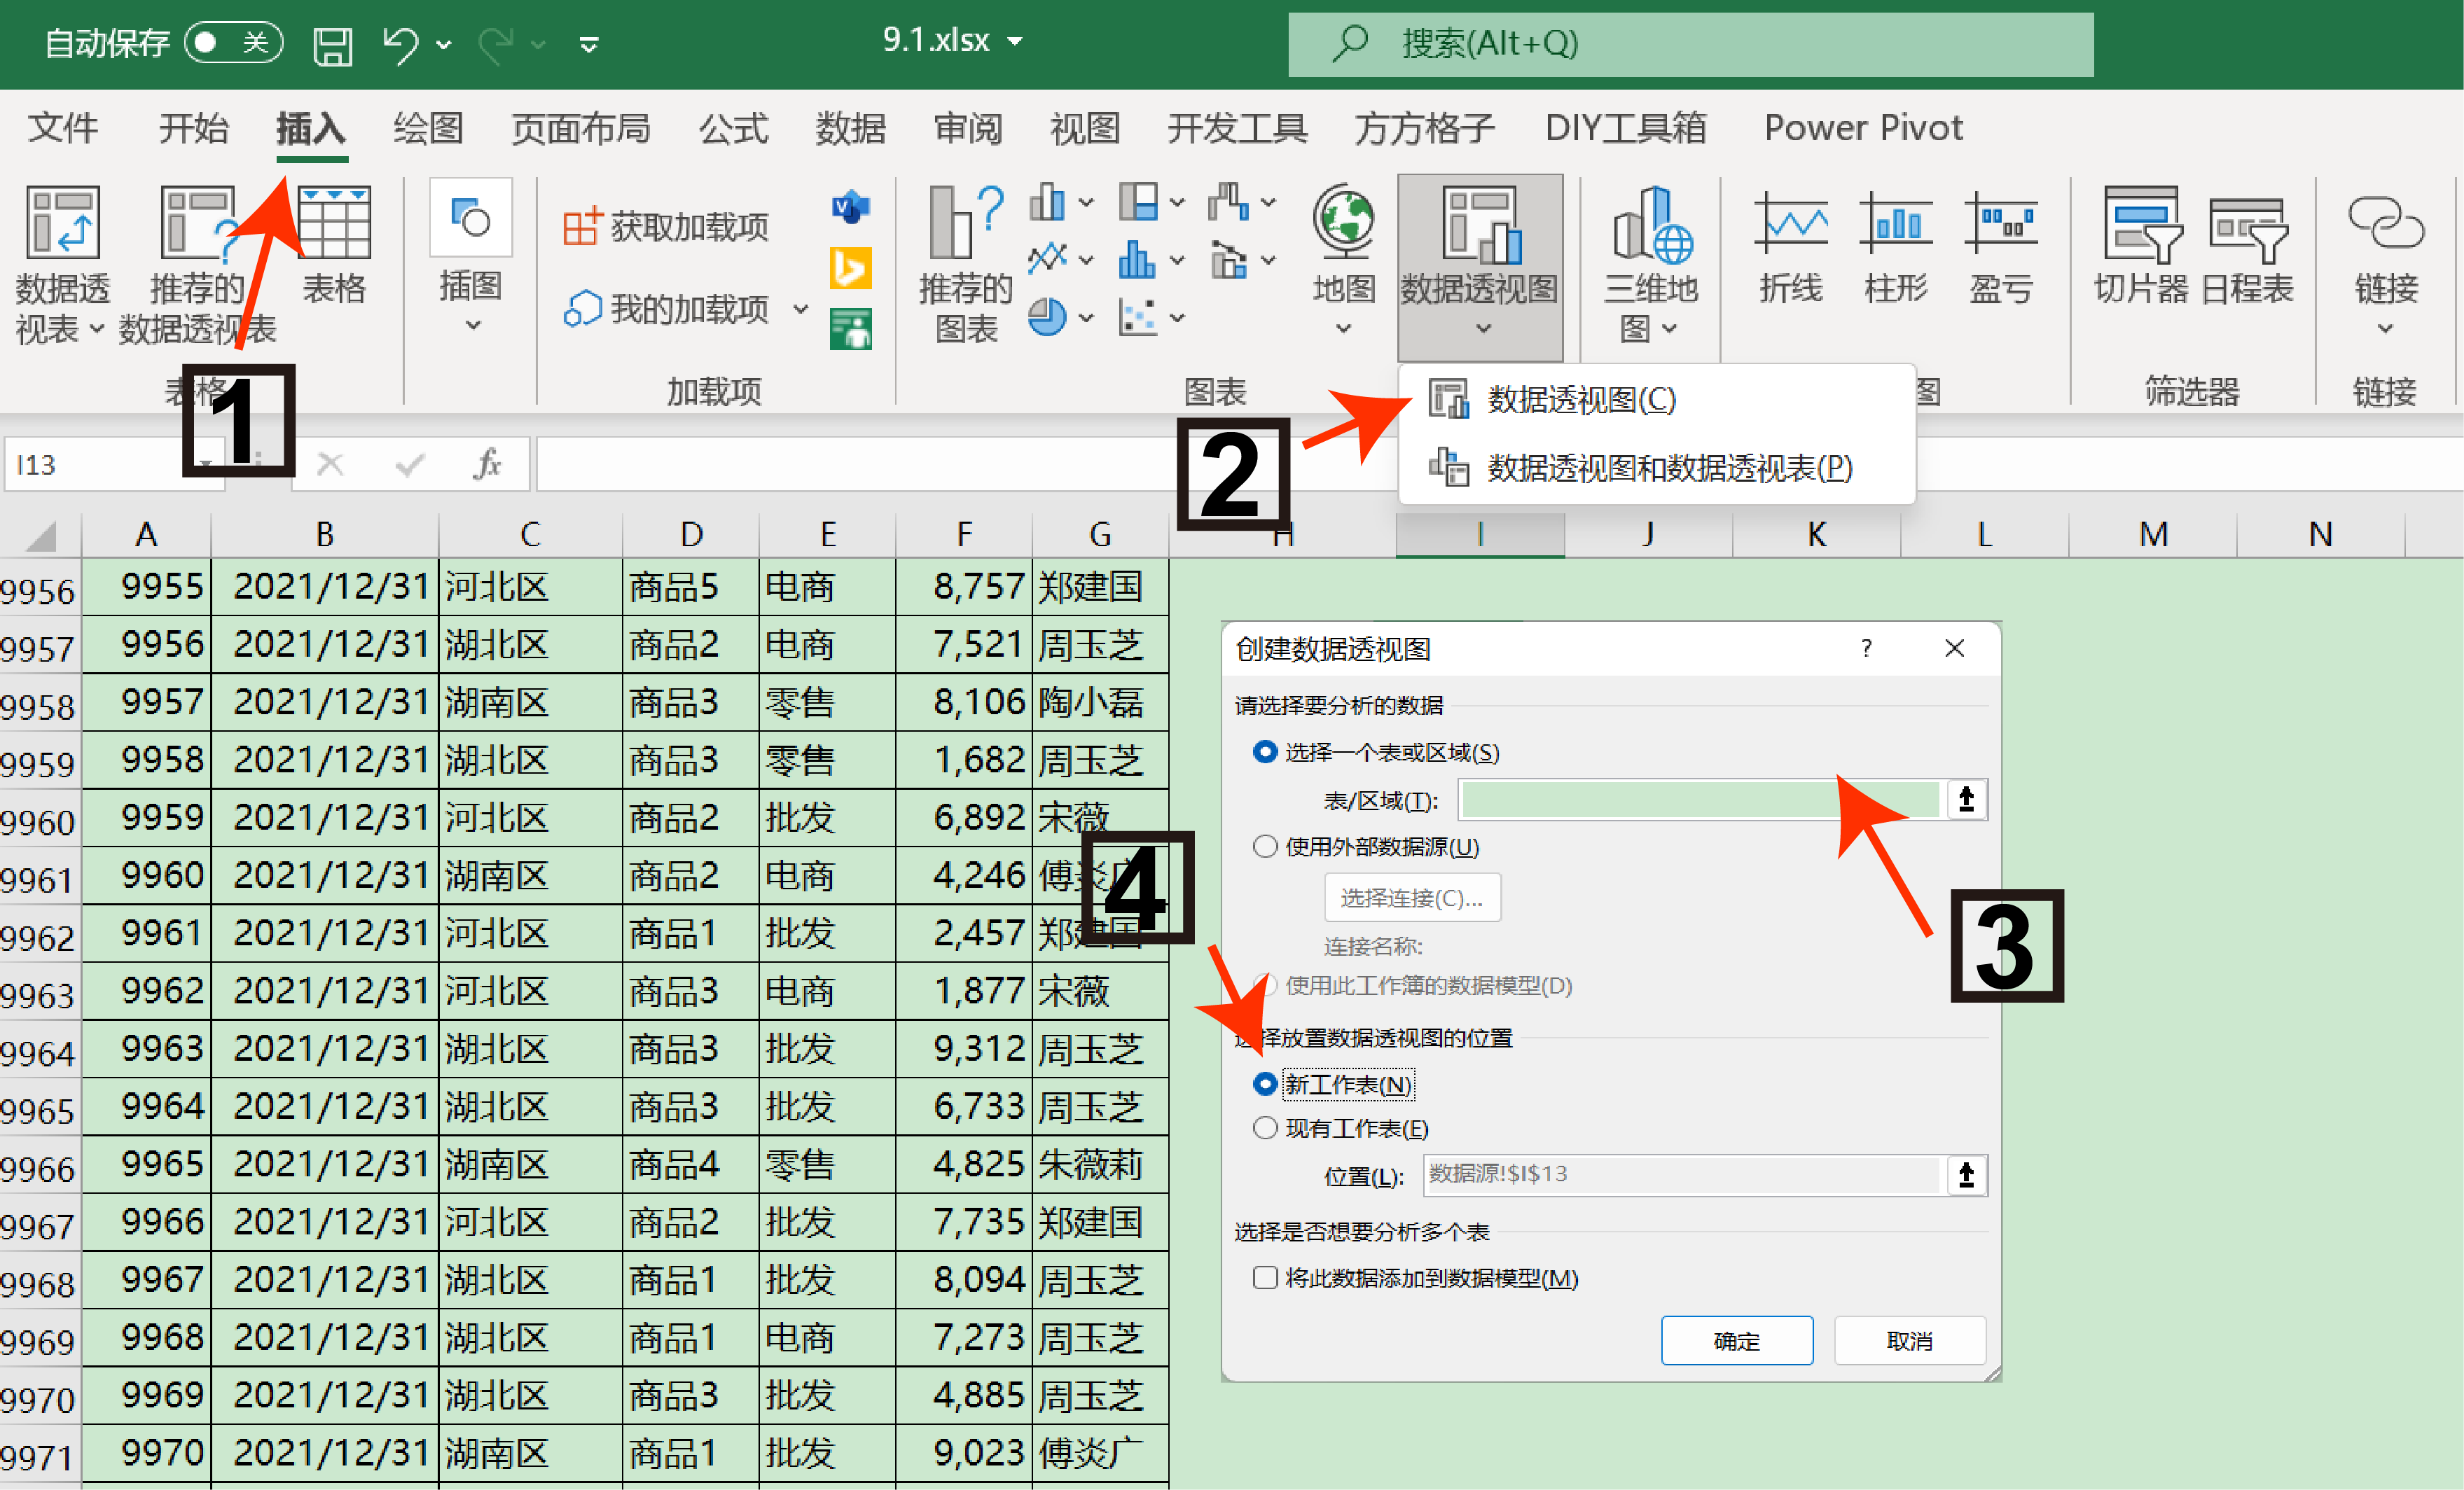 自动保存 关 9.1.xlsx 搜索(Alt+Q)
文件 开始 插入 绘图 页面布局 公式 数据 审阅 视图 开发工具 方方格子 DIY工具箱 Power Pivot
数据透视表 推荐的数据透视表 表格 插图 获取加载项 我的加载项 推荐的图表 地图 数据透视图 三维地图 折线 柱形 盈亏 切片器 日程表 链接
表格 加载项 图表 图 筛选器 链接
1
2
数据透视图(C)
数据透视图和数据透视表(P)
I13 fx
A B C D E F G H I J K L M N
9956 9955 2021/12/31 河北区 商品5 电商 8,757 郑建国
9957 9956 2021/12/31 湖北区 商品2 电商 7,521 周玉芝
9958 9957 2021/12/31 湖南区 商品3 零售 8,106 陶小磊
9959 9958 2021/12/31 湖北区 商品3 零售 1,682 周玉芝
9960 9959 2021/12/31 河北区 商品2 批发 6,892 宋薇
9961 9960 2021/12/31 湖南区 商品2 电商 4,246 傅炎广
9962 9961 2021/12/31 河北区 商品1 批发 2,457 郑建国
9963 9962 2021/12/31 河北区 商品3 电商 1,877 宋薇
9964 9963 2021/12/31 湖北区 商品3 批发 9,312 周玉芝
9965 9964 2021/12/31 湖北区 商品3 批发 6,733 周玉芝
9966 9965 2021/12/31 湖南区 商品4 零售 4,825 朱薇莉
9967 9966 2021/12/31 河北区 商品2 批发 7,735 郑建国
9968 9967 2021/12/31 湖北区 商品1 批发 8,094 周玉芝
9969 9968 2021/12/31 湖北区 商品1 电商 7,273 周玉芝
9970 9969 2021/12/31 湖北区 商品3 批发 4,885 周玉芝
9971 9970 2021/12/31 湖南区 商品1 批发 9,023 傅炎广
创建数据透视图 ?
请选择要分析的数据
选择一个表或区域(S)
表/区域(T):
使用外部数据源(U)
选择连接(C)...
连接名称:
使用此工作簿的数据模型(D)
3
4
选择放置数据透视图的位置
新工作表(N)
现有工作表(E)
位置(L): 数据源!$I$13
选择是否想要分析多个表
将此数据添加到数据模型(M)
确定 取消